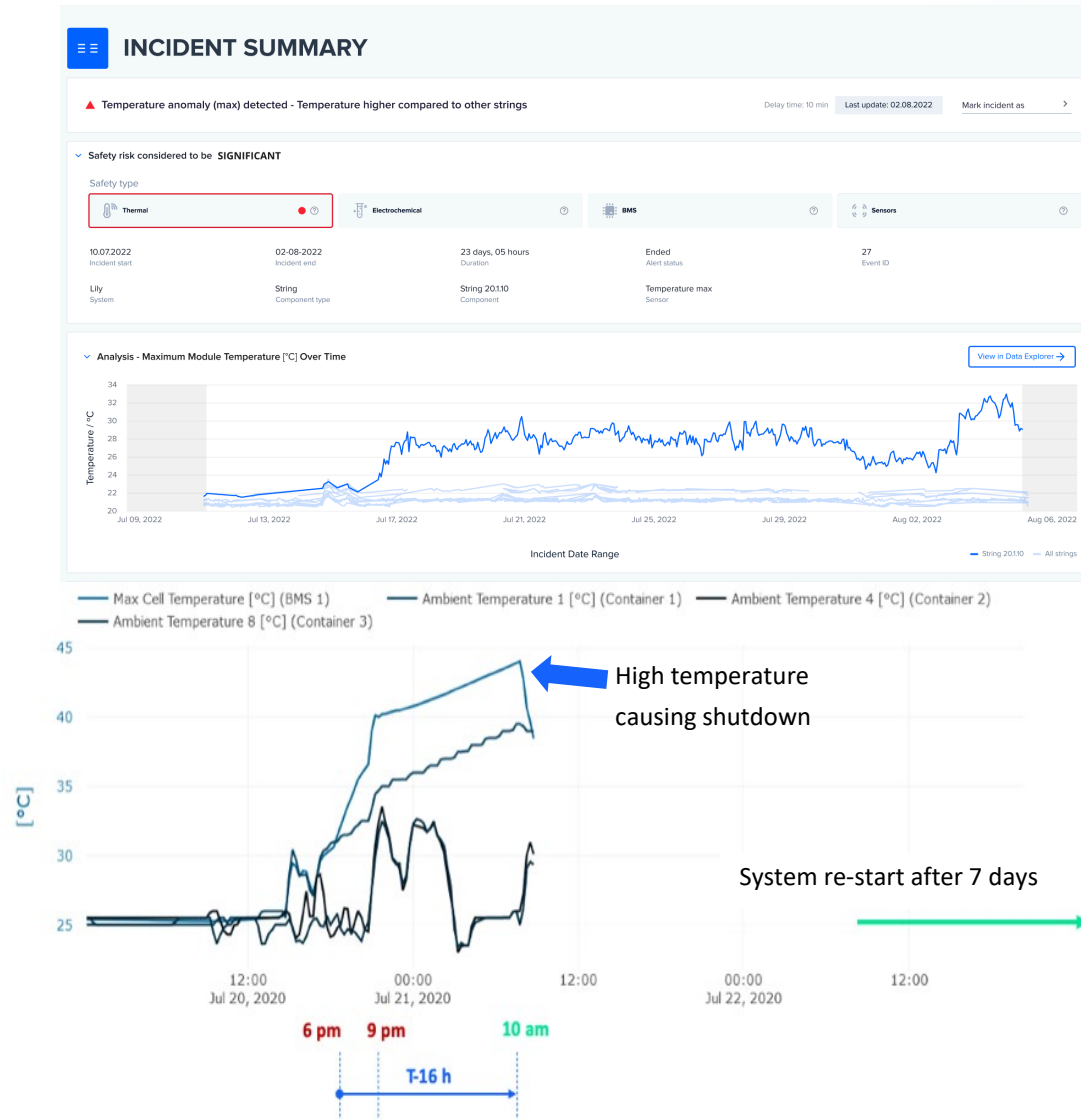 INCIDENT SUMMARY
Temperature anomaly (max) detected - Temperature higher compared to other strings
Delay time: 10 min
Last update: 02.08.2022
Mark incident as
Safety risk considered to be SIGNIFICANT
Safety type
Thermal
Electrochemical
BMS
Sensors
10.07.2022 02-08-2022 23 days, 05 hours Ended 27
Incident start Incident end Duration Alert status Event ID
Lily String String 20.1.10 Temperature max
System Component type Component Sensor
Analysis - Maximum Module Temperature [°C] Over Time
View in Data Explorer →
Temperature / °C
34
32
30
28
26
24
22
20
Jul 09, 2022 Jul 13, 2022 Jul 17, 2022 Jul 21, 2022 Jul 25, 2022 Jul 29, 2022 Aug 02, 2022 Aug 06, 2022
Incident Date Range
String 20.1.10 All strings
Max Cell Temperature [°C] (BMS 1) Ambient Temperature 1 [°C] (Container 1) Ambient Temperature 4 [°C] (Container 2)
Ambient Temperature 8 [°C] (Container 3)
[°C]
45
40
35
30
25
High temperature
causing shutdown
System re-start after 7 days
12:00 00:00 12:00 00:00 12:00
Jul 20, 2020 Jul 21, 2020 Jul 22, 2020
6 pm 9 pm 10 am
T-16 h